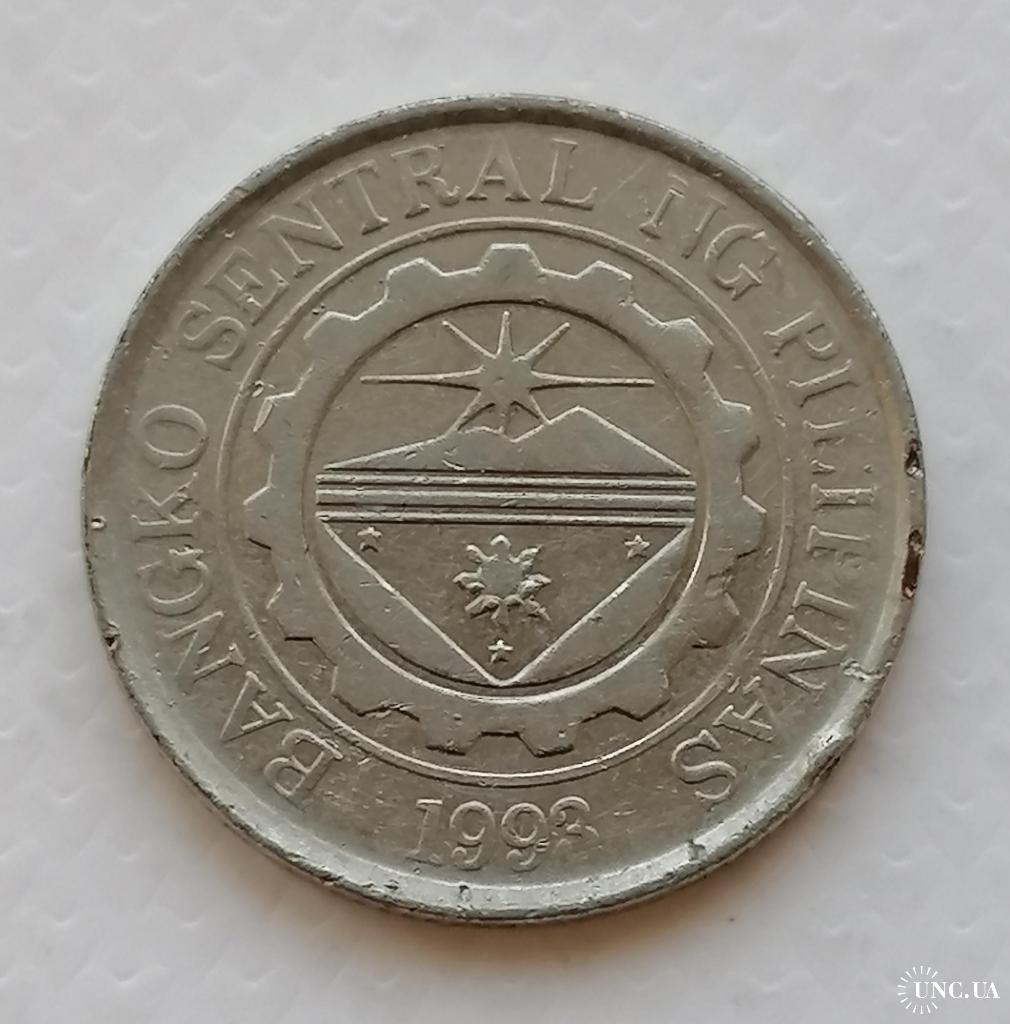 BANGKO SENTRAL NG PILIPINAS
1993
UNC.UA